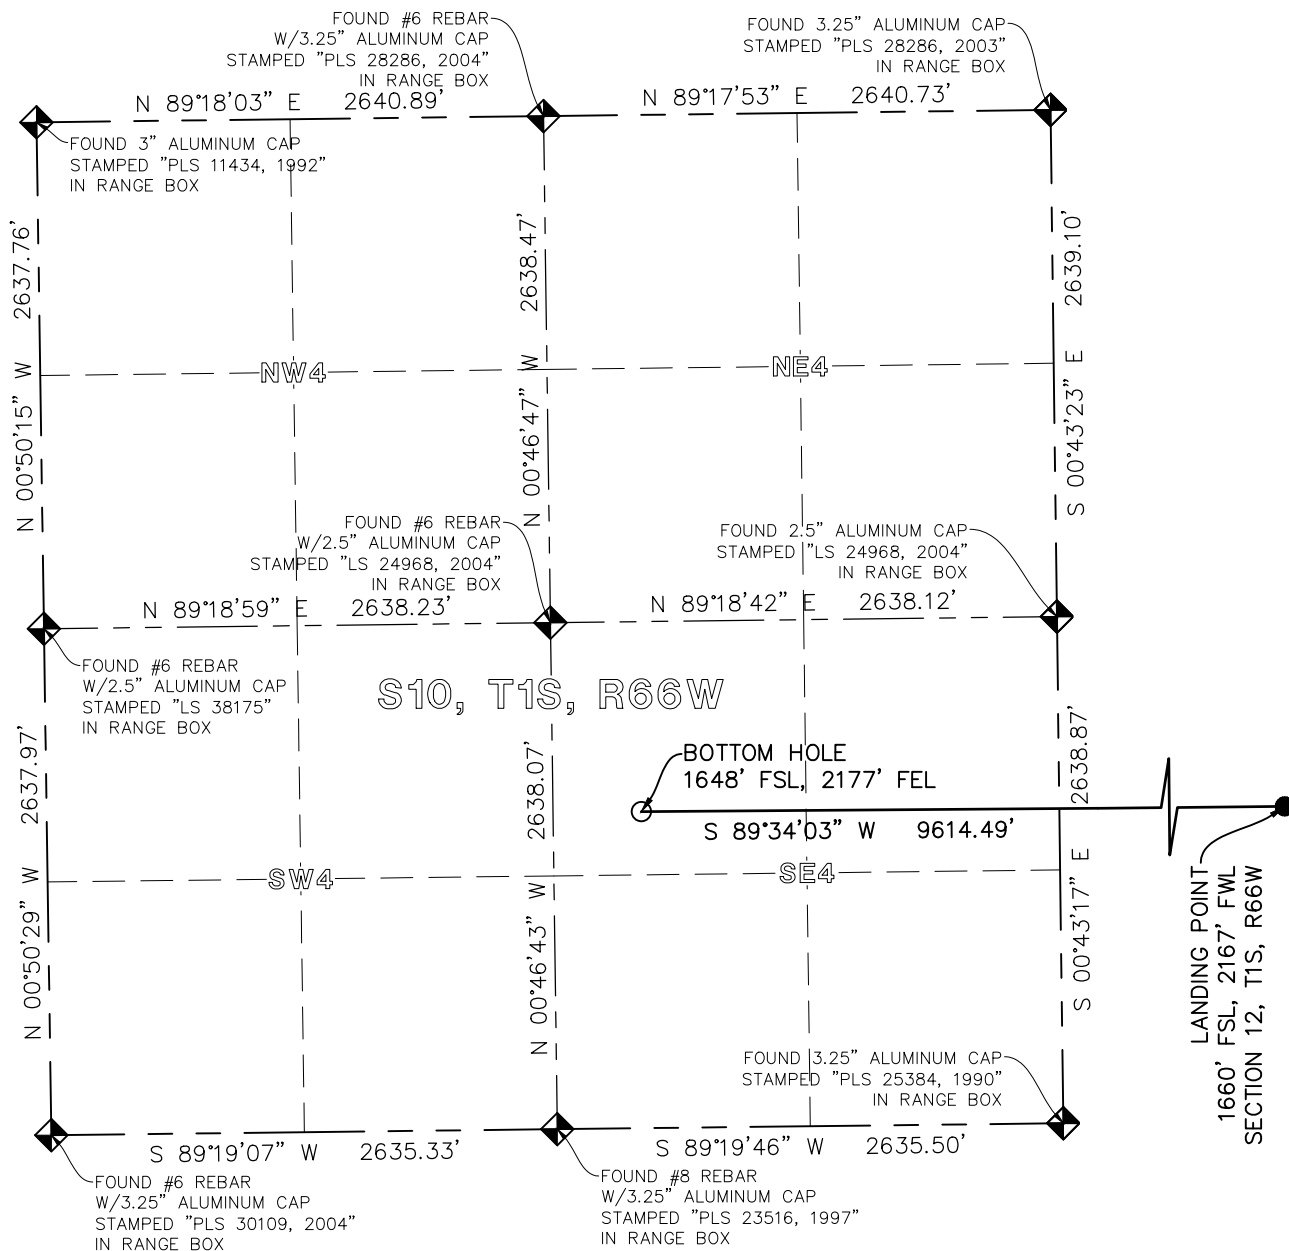 FOUND #6 REBAR
W/3.25" ALUMINUM CAP
STAMPED "PLS 28286, 2004"
IN RANGE BOX
FOUND 3.25" ALUMINUM CAP
STAMPED "PLS 28286, 2003"
IN RANGE BOX
N 89°18'03" E 2640.89'
N 89°17'53" E 2640.73'
FOUND 3" ALUMINUM CAP
STAMPED "PLS 11434, 1992"
IN RANGE BOX
N 00°50'15" W 2637.76'
N 00°46'47" W 2638.47'
S 00°43'23" E 2639.10'
NW4
NE4
FOUND #6 REBAR
W/2.5" ALUMINUM CAP
STAMPED "LS 24968, 2004"
IN RANGE BOX
FOUND 2.5" ALUMINUM CAP
STAMPED "LS 24968, 2004"
IN RANGE BOX
N 89°18'59" E 2638.23'
N 89°18'42" E 2638.12'
FOUND #6 REBAR
W/2.5" ALUMINUM CAP
STAMPED "LS 38175"
IN RANGE BOX
S10, T1S, R66W
N 00°50'29" W 2637.97'
N 00°46'43" W 2638.07'
S 00°43'17" E 2638.87'
BOTTOM HOLE
1648' FSL, 2177' FEL
S 89°34'03" W 9614.49'
SW4
SE4
LANDING POINT
1660' FSL, 2167' FWL
SECTION 12, T1S, R66W
FOUND 3.25" ALUMINUM CAP
STAMPED "PLS 25384, 1990"
IN RANGE BOX
S 89°19'07" W 2635.33'
S 89°19'46" W 2635.50'
FOUND #6 REBAR
W/3.25" ALUMINUM CAP
STAMPED "PLS 30109, 2004"
IN RANGE BOX
FOUND #8 REBAR
W/3.25" ALUMINUM CAP
STAMPED "PLS 23516, 1997"
IN RANGE BOX